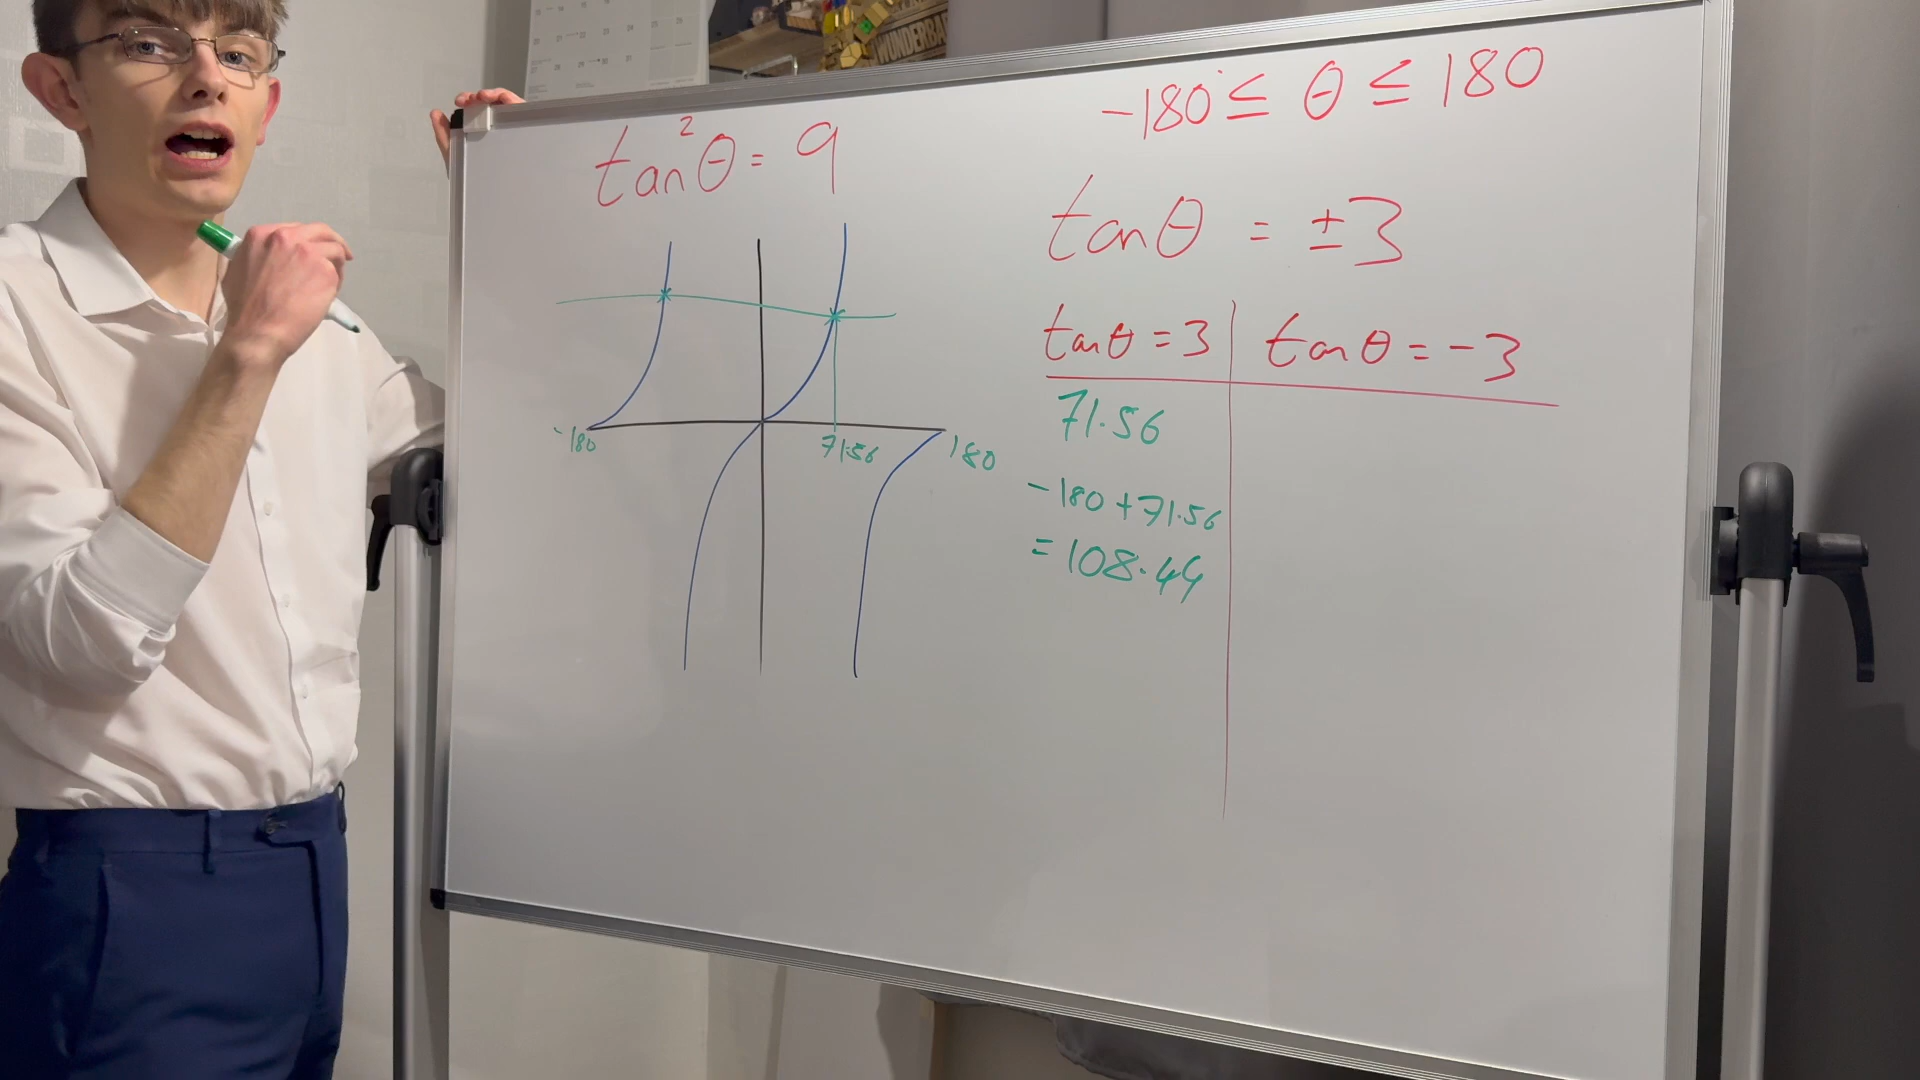 WUNDERBA
-180 ≤ θ ≤ 180
tan²θ = 9
tanθ = ±3
tanθ = 3
tanθ = -3
71.56
-180 + 71.56
= 108.44
-180
71.56
180